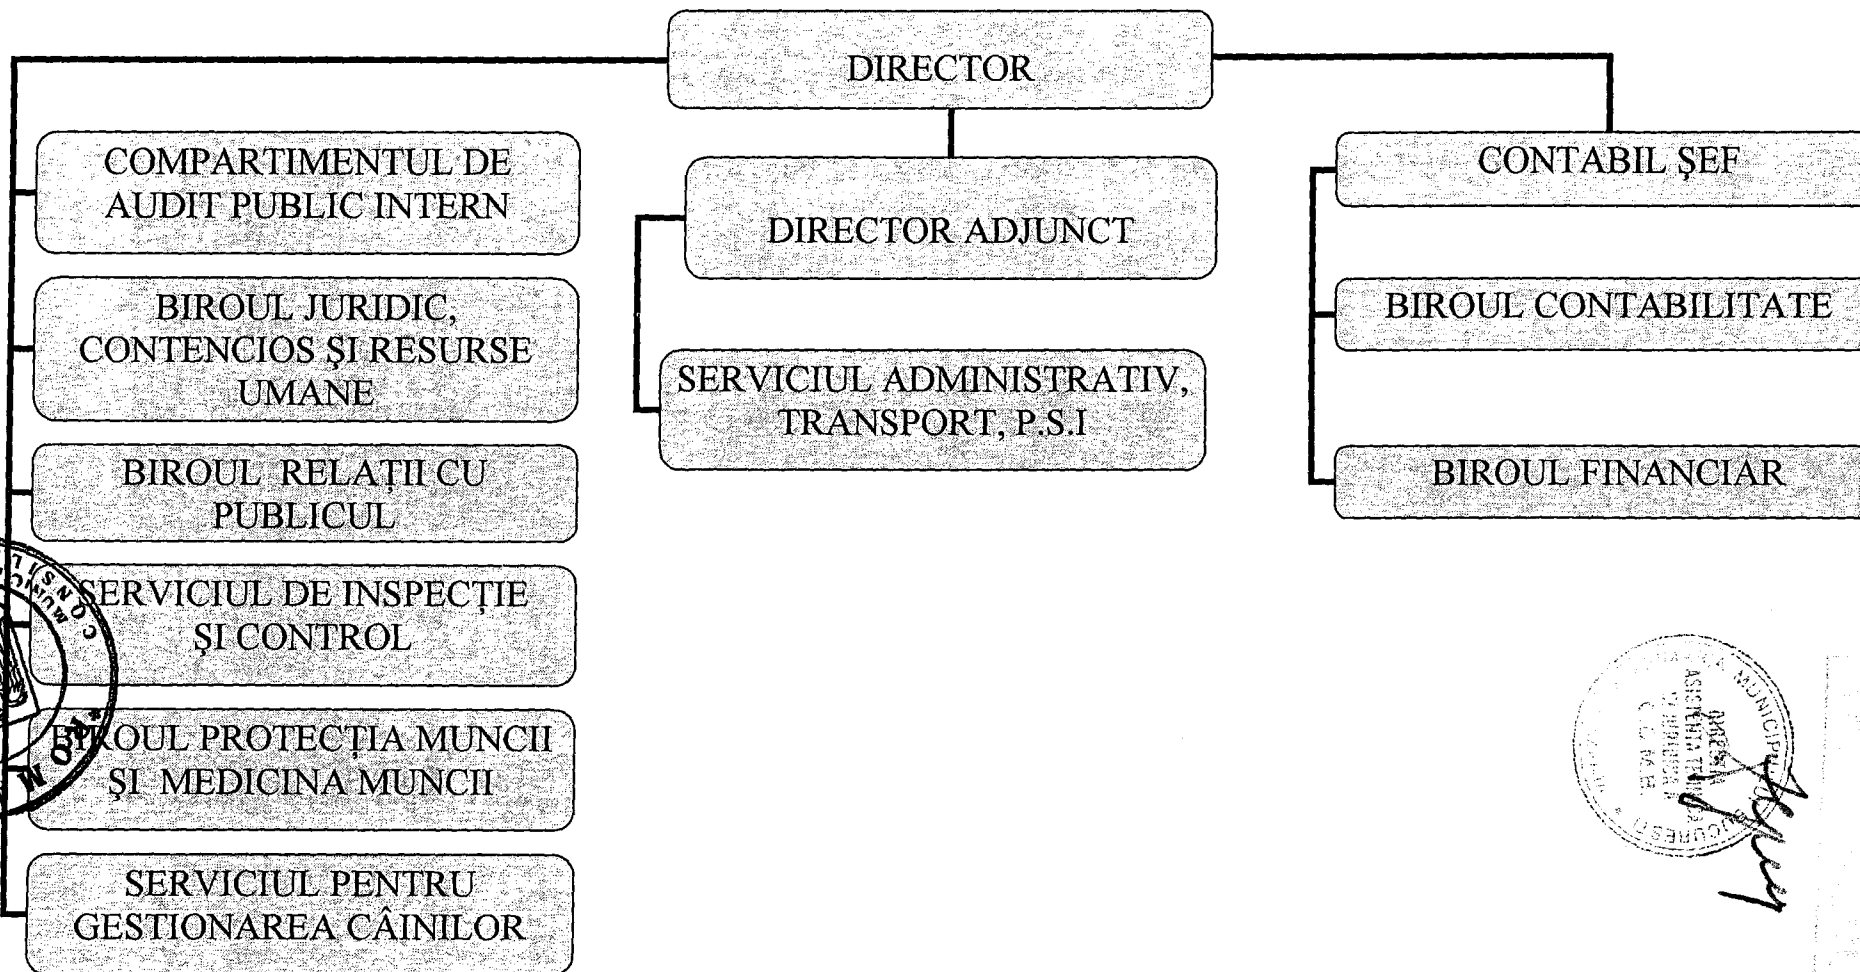 DIRECTOR
COMPARTIMENTUL DE
AUDIT PUBLIC INTERN
BIROUL JURIDIC,
CONTENCIOS ŞI RESURSE
UMANE
BIROUL RELAŢII CU
PUBLICUL
SERVICIUL DE INSPECŢIE
ŞI CONTROL
BIROUL PROTECŢIA MUNCII
ŞI MEDICINA MUNCII
SERVICIUL PENTRU
GESTIONAREA CÂINILOR
DIRECTOR ADJUNCT
SERVICIUL ADMINISTRATIV,
TRANSPORT, P.S.I
CONTABIL ŞEF
BIROUL CONTABILITATE
BIROUL FINANCIAR
MUNICIPIULUI
BUCURESTI